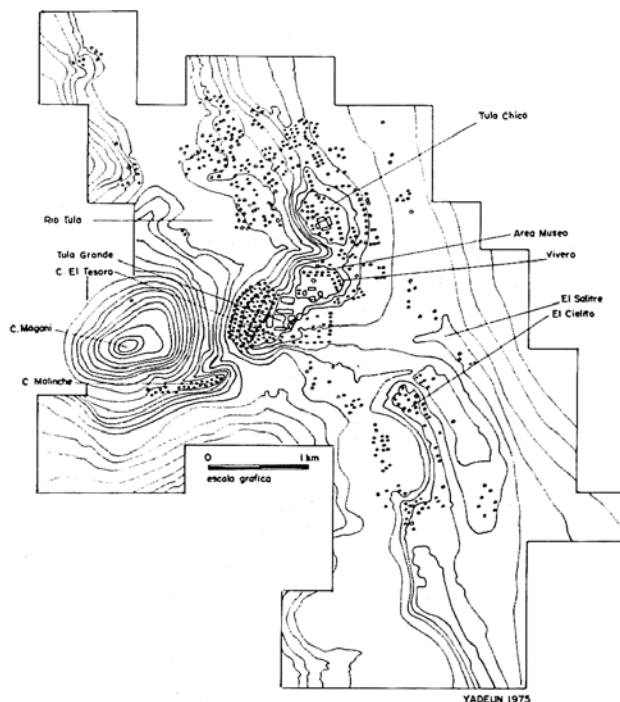 Tula Chico
Rio Tula
Area Museo
Vivero
Tula Grande
C. El Tesoro
El Salitre
El Cielito
C. Magoni
C. Malinche
0 1 km
escala gráfica
YADEUN 1975